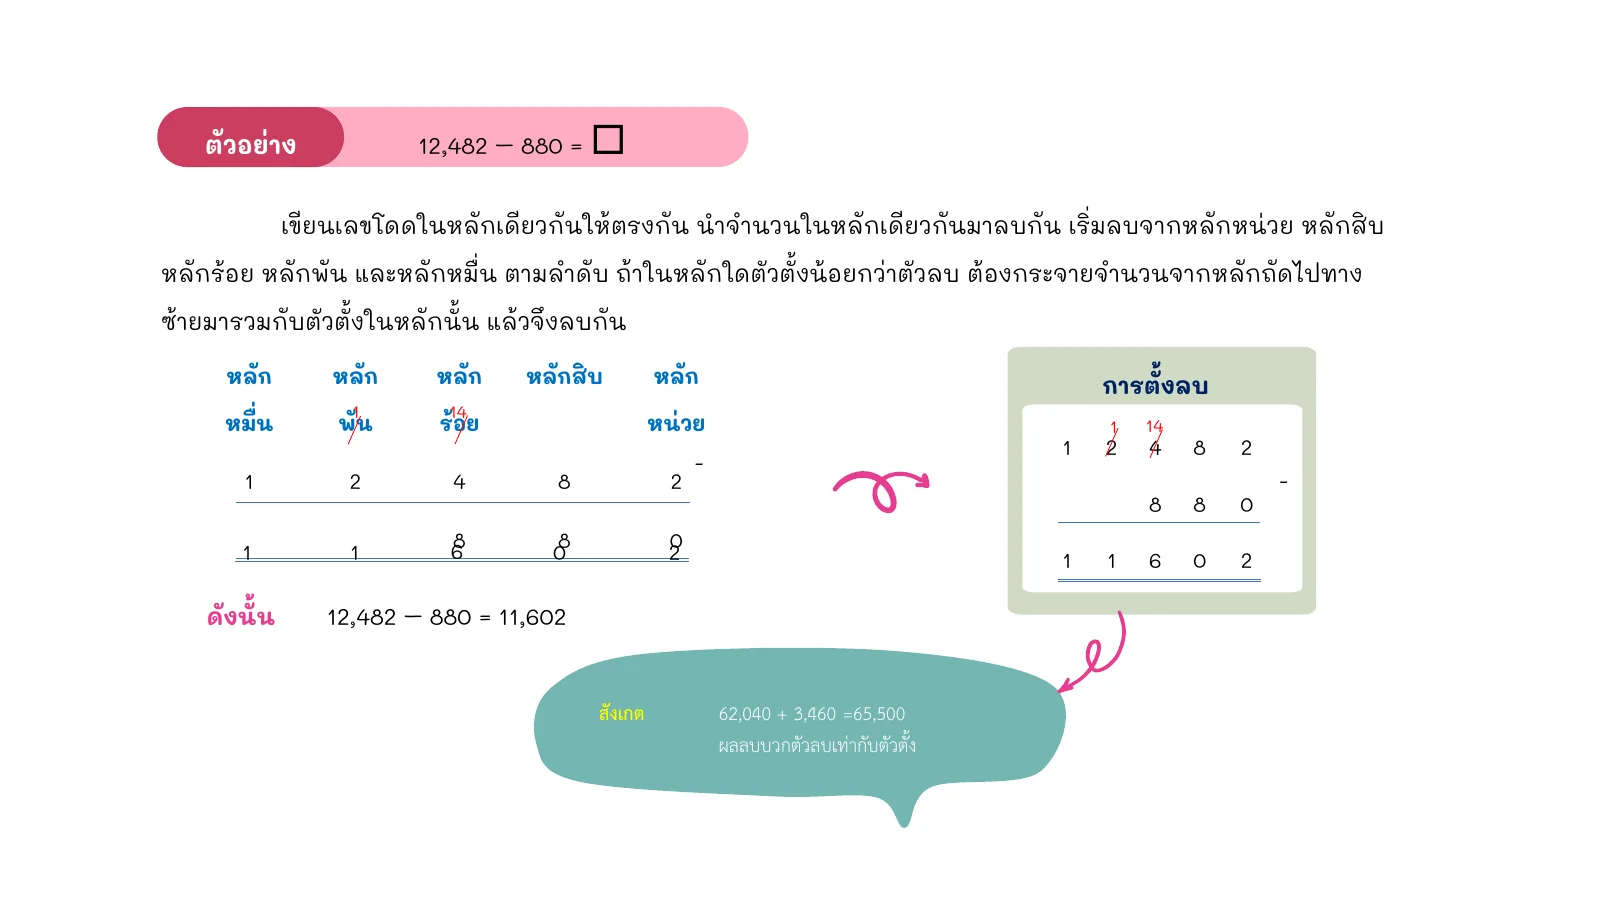 ตัวอย่าง 12,482 – 880 = □
เขียนเลขโดดในหลักเดียวกันให้ตรงกัน นำจำนวนในหลักเดียวกันมาลบกัน เริ่มลบจากหลักหน่วย หลักสิบ
หลักร้อย หลักพัน และหลักหมื่น ตามลำดับ ถ้าในหลักใดตัวตั้งน้อยกว่าตัวลบ ต้องกระจายจำนวนจากหลักถัดไปทาง
ซ้ายมารวมกับตัวตั้งในหลักนั้น แล้วจึงลบกัน
หลัก หลัก หลัก หลักสิบ หลัก
หมื่น พัน ร้อย หน่วย
1 14
1 2 4 8 2
-
8 8 0
1 1 6 0 2
การตั้งลบ
1 14
1 2 4 8 2
-
8 8 0
1 1 6 0 2
ดังนั้น 12,482 – 880 = 11,602
สังเกต 62,040 + 3,460 =65,500
ผลลบบวกตัวลบเท่ากับตัวตั้ง